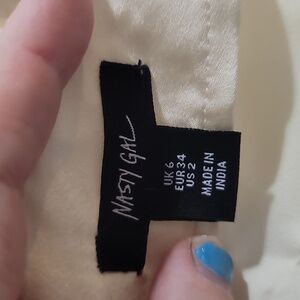 NASTY GAL
UK 6
EUR 34
US 2
MADE IN
INDIA